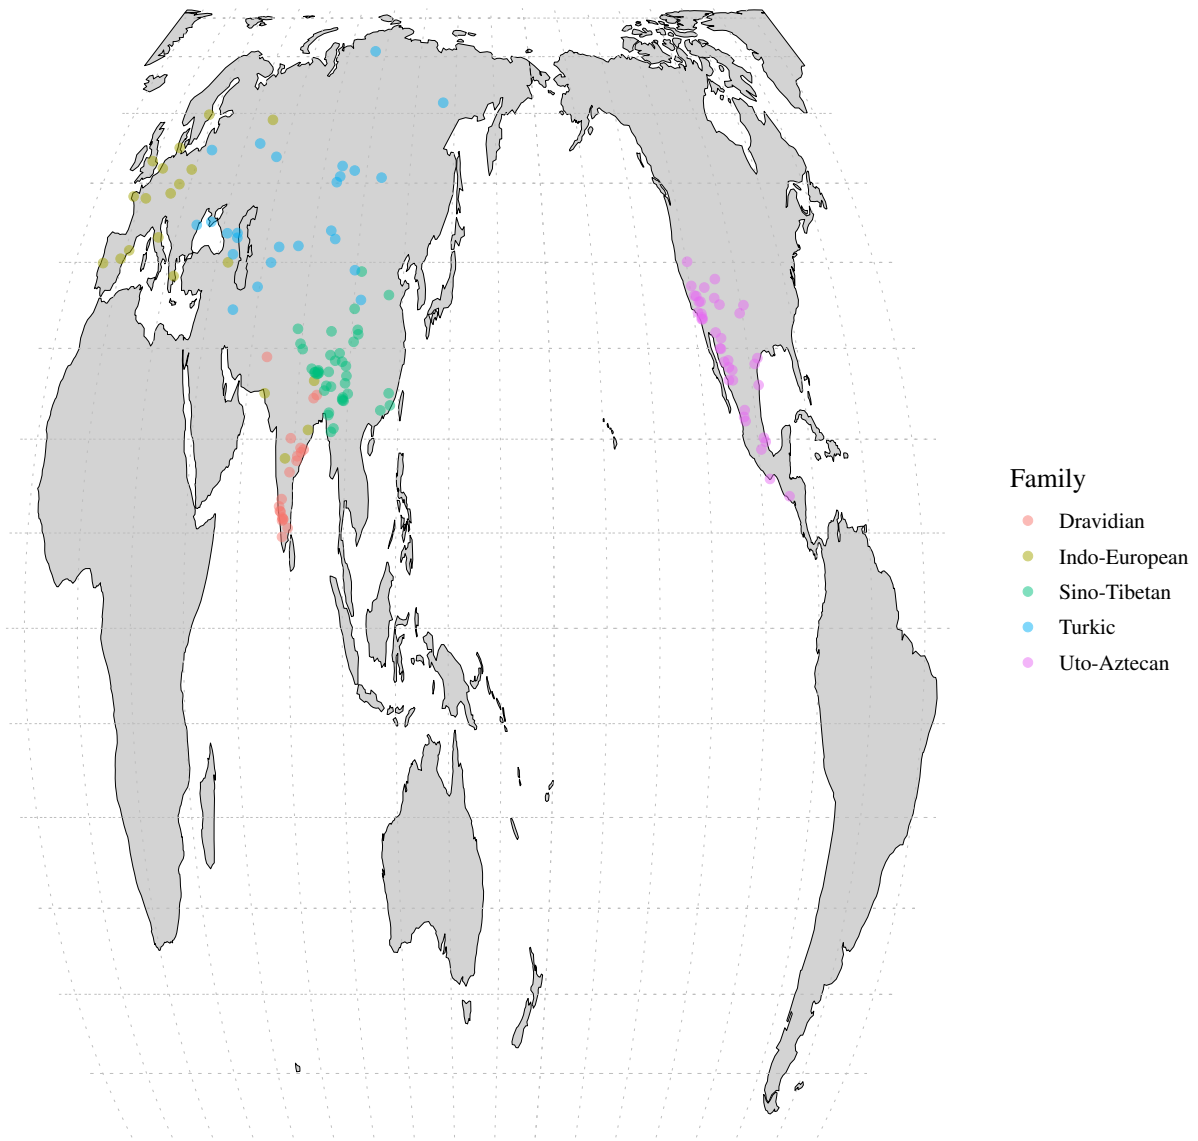 Family
Dravidian
Indo-European
Sino-Tibetan
Turkic
Uto-Aztecan